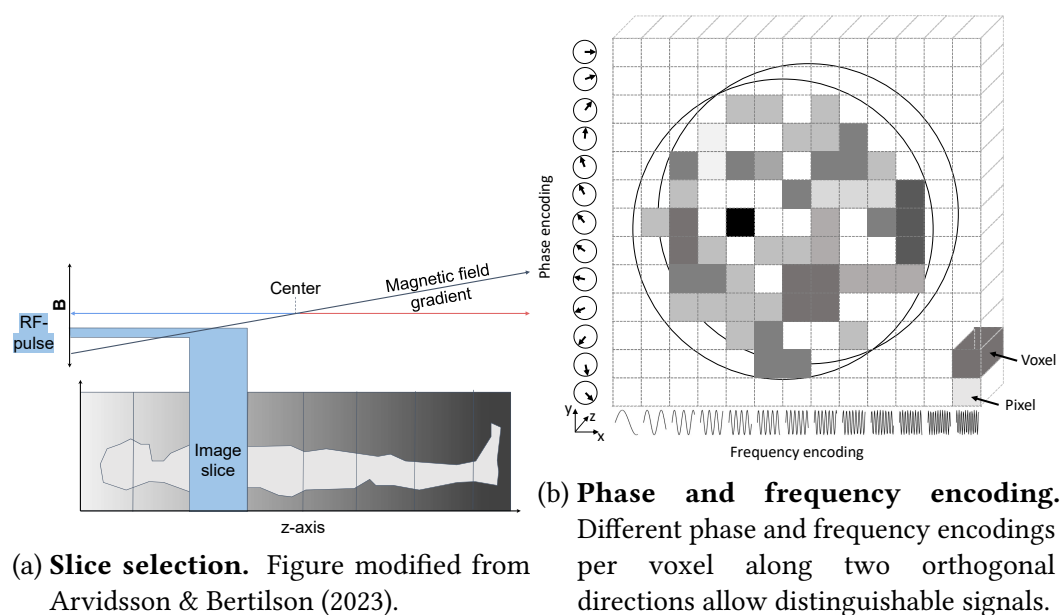 B
RF-
pulse
Center
Magnetic field
gradient
Image
slice
z-axis
(a) Slice selection. Figure modified from
Arvidsson & Bertilson (2023).
Phase encoding
Voxel
Pixel
y
z
x
Frequency encoding
(b) Phase and frequency encoding.
Different phase and frequency encodings
per voxel along two orthogonal
directions allow distinguishable signals.